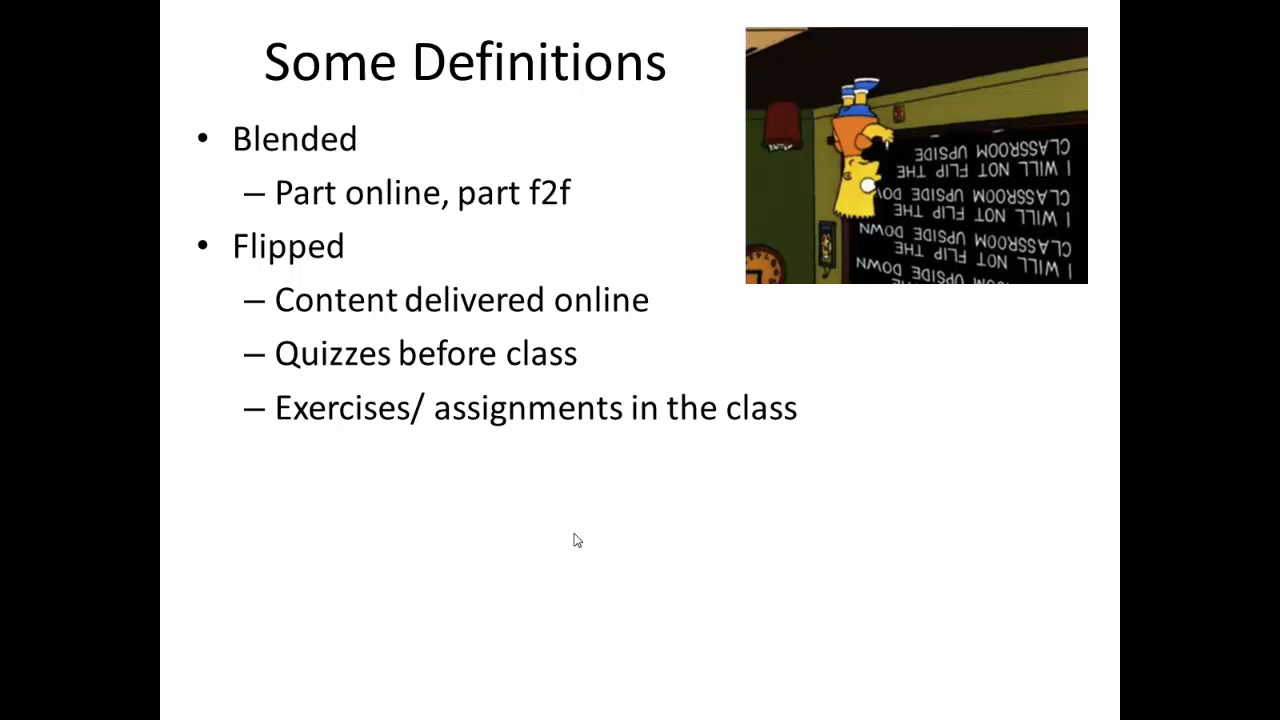 Some Definitions
• Blended
– Part online, part f2f
• Flipped
– Content delivered online
– Quizzes before class
– Exercises/ assignments in the class
I WILL NOT FLIP THE
CLASSROOM UPSIDE DOWN
I WILL NOT FLIP THE
CLASSROOM UPSIDE DOW
I WILL NOT FLIP THE
CLASSROOM UPSIDE